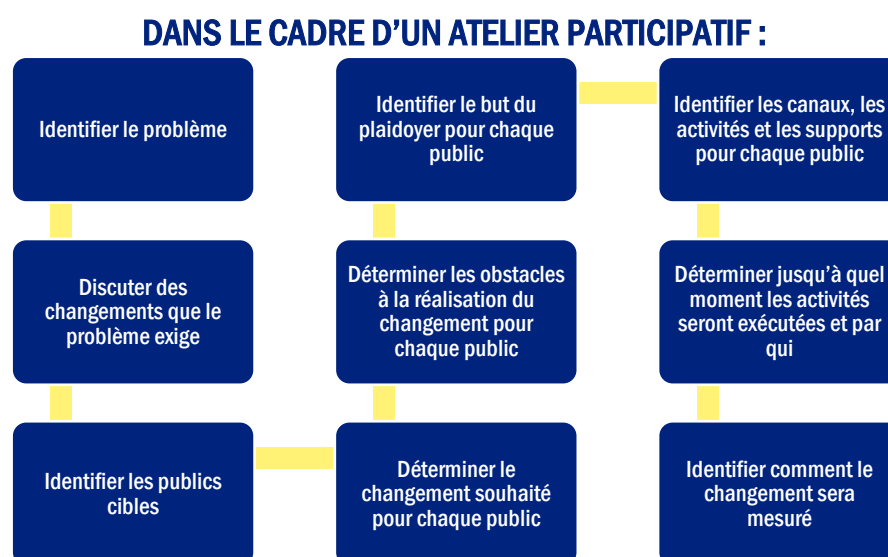 DANS LE CADRE D'UN ATELIER PARTICIPATIF :
Identifier le problème
Discuter des
changements que le
problème exige
Identifier les publics
cibles
Déterminer le
changement souhaité
pour chaque public
Déterminer les obstacles
à la réalisation du
changement pour
chaque public
Identifier le but du
plaidoyer pour chaque
public
Identifier les canaux, les
activités et les supports
pour chaque public
Déterminer jusqu'à quel
moment les activités
seront exécutées et par
qui
Identifier comment le
changement sera
mesuré